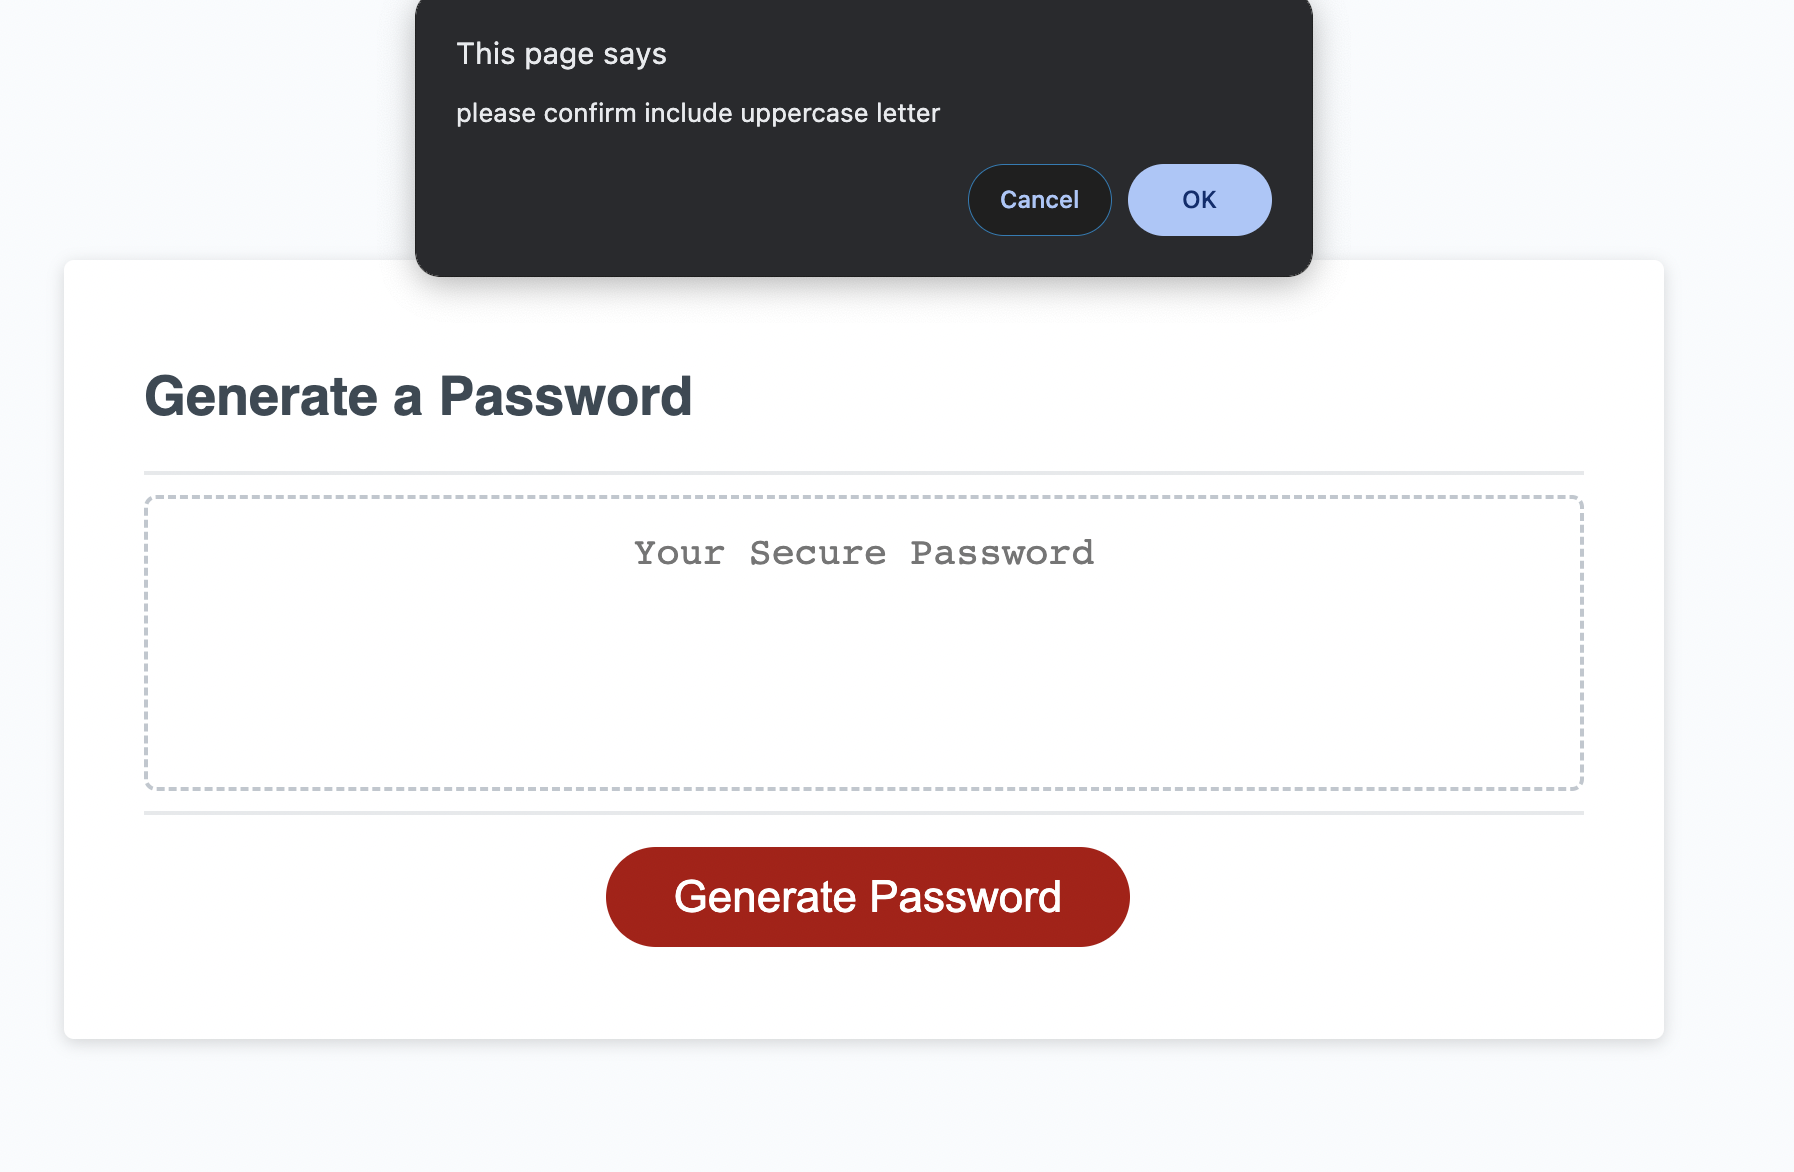 This page says
please confirm include uppercase letter
Cancel OK
Generate a Password
Your Secure Password
Generate Password